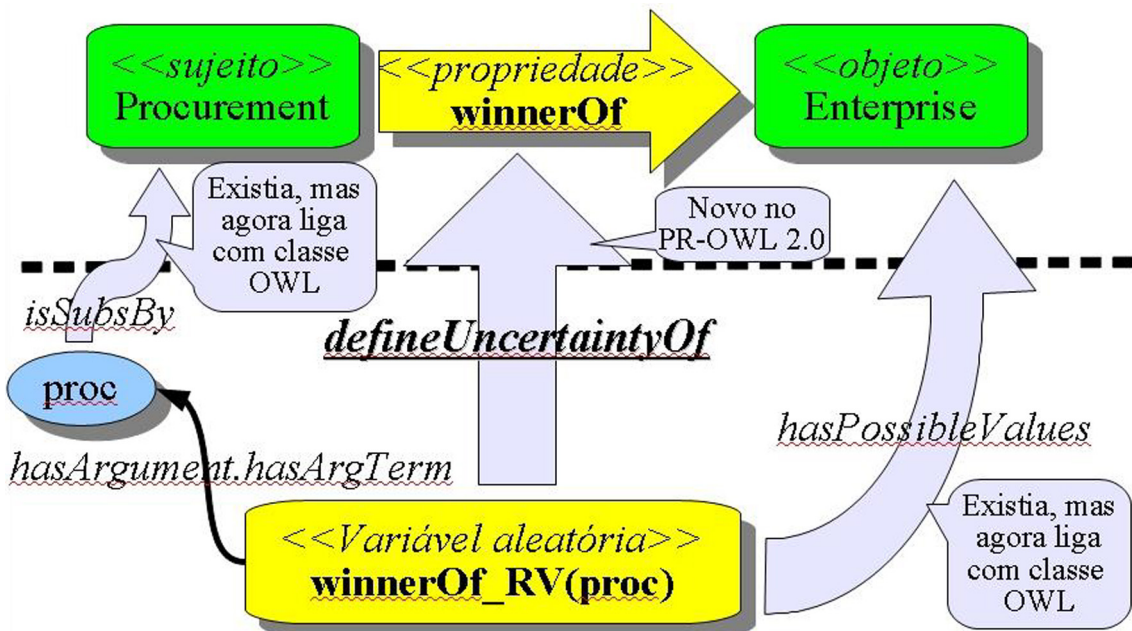 <<sujeito>>
Procurement
<<propriedade>>
winnerOf
<<objeto>>
Enterprise
Existia, mas
agora liga
com classe
OWL
Novo no
PR-OWL 2.0
isSubsBy
defineUncertaintyOf
proc
hasPossibleValues
hasArgument.hasArgTerm
<<Variável aleatória>>
winnerOf_RV(proc)
Existia, mas
agora liga
com classe
OWL